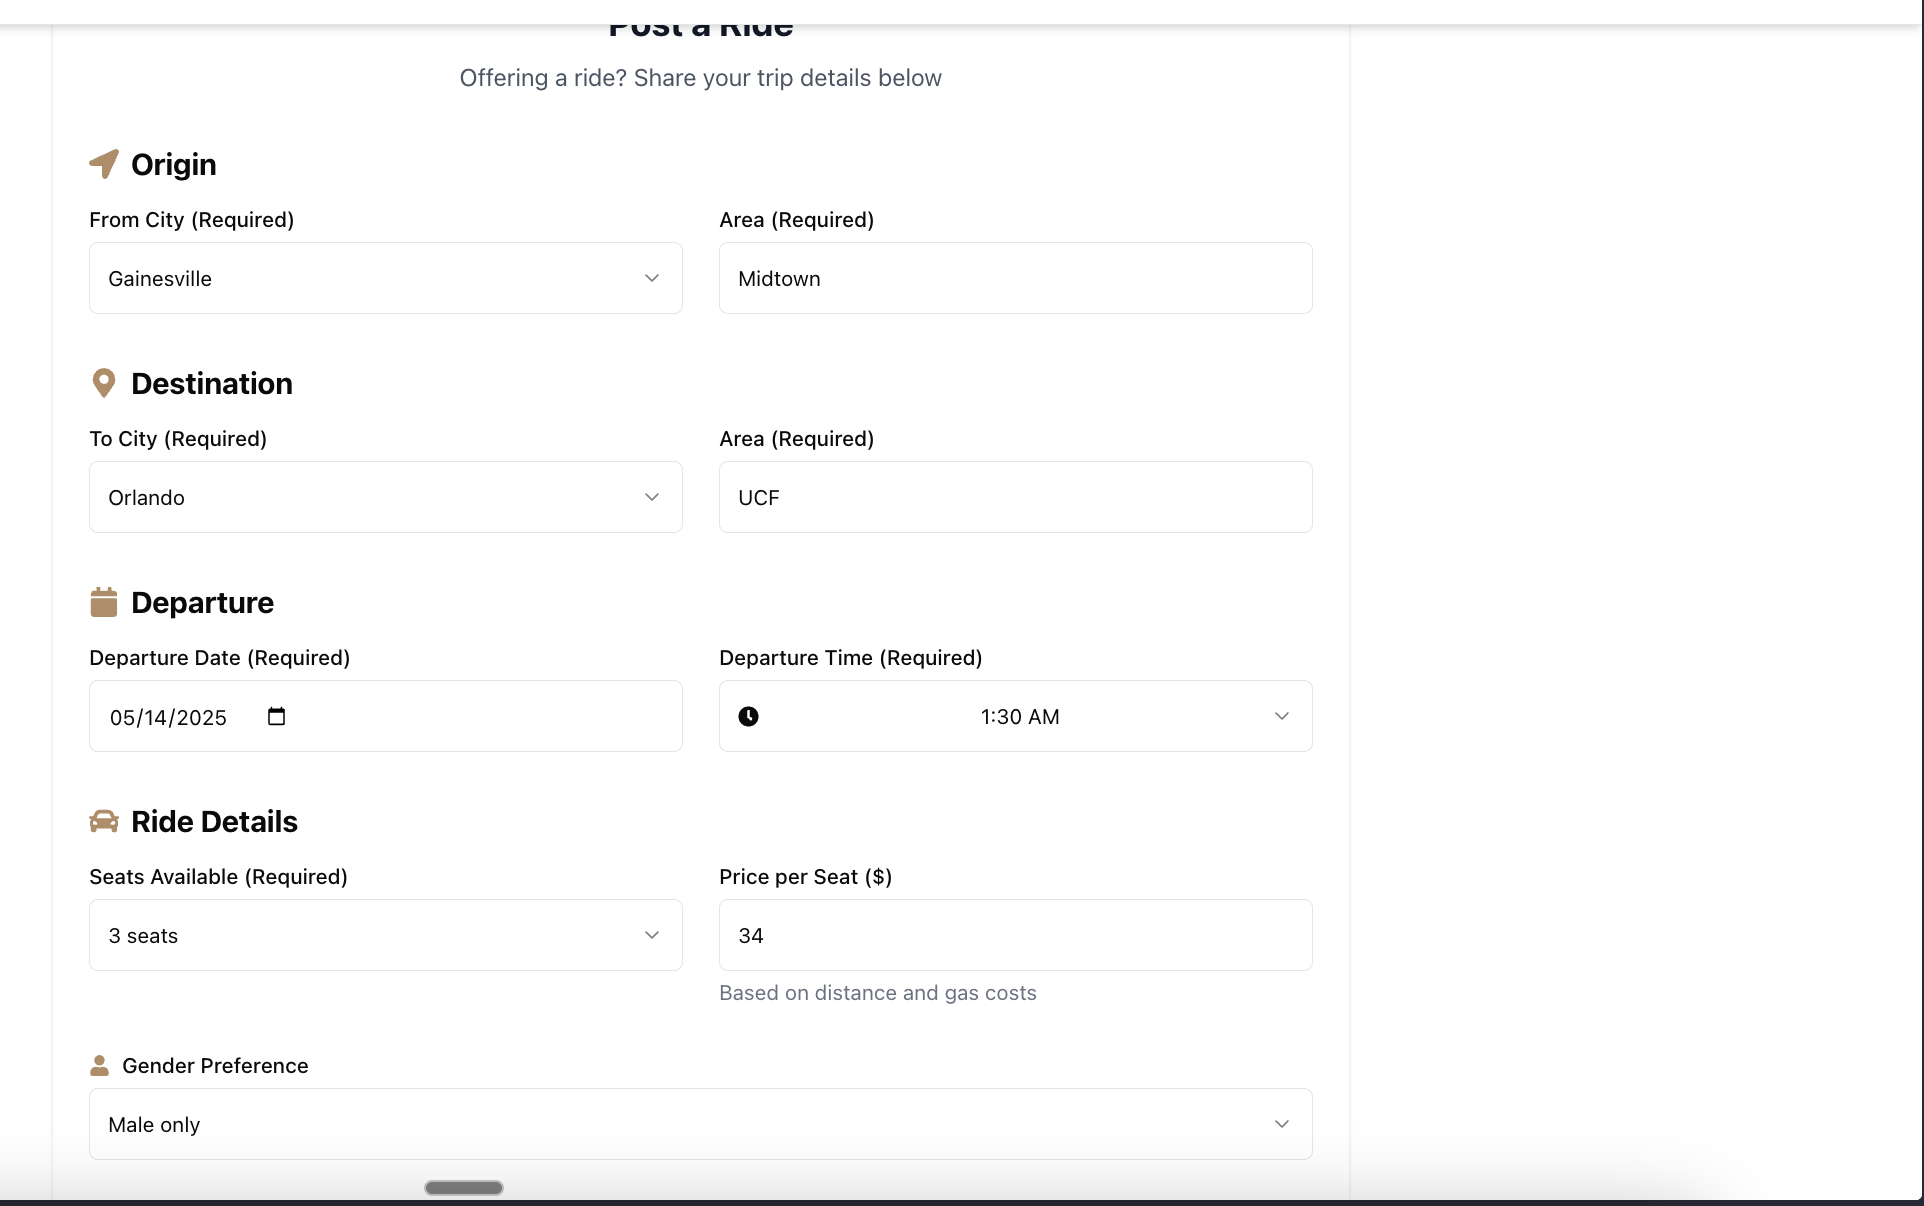 Post a Ride
Offering a ride? Share your trip details below
Origin
From City (Required)
Area (Required)
Gainesville
Midtown
Destination
To City (Required)
Area (Required)
Orlando
UCF
Departure
Departure Date (Required)
Departure Time (Required)
05/14/2025
1:30 AM
Ride Details
Seats Available (Required)
Price per Seat ($)
3 seats
34
Based on distance and gas costs
Gender Preference
Male only